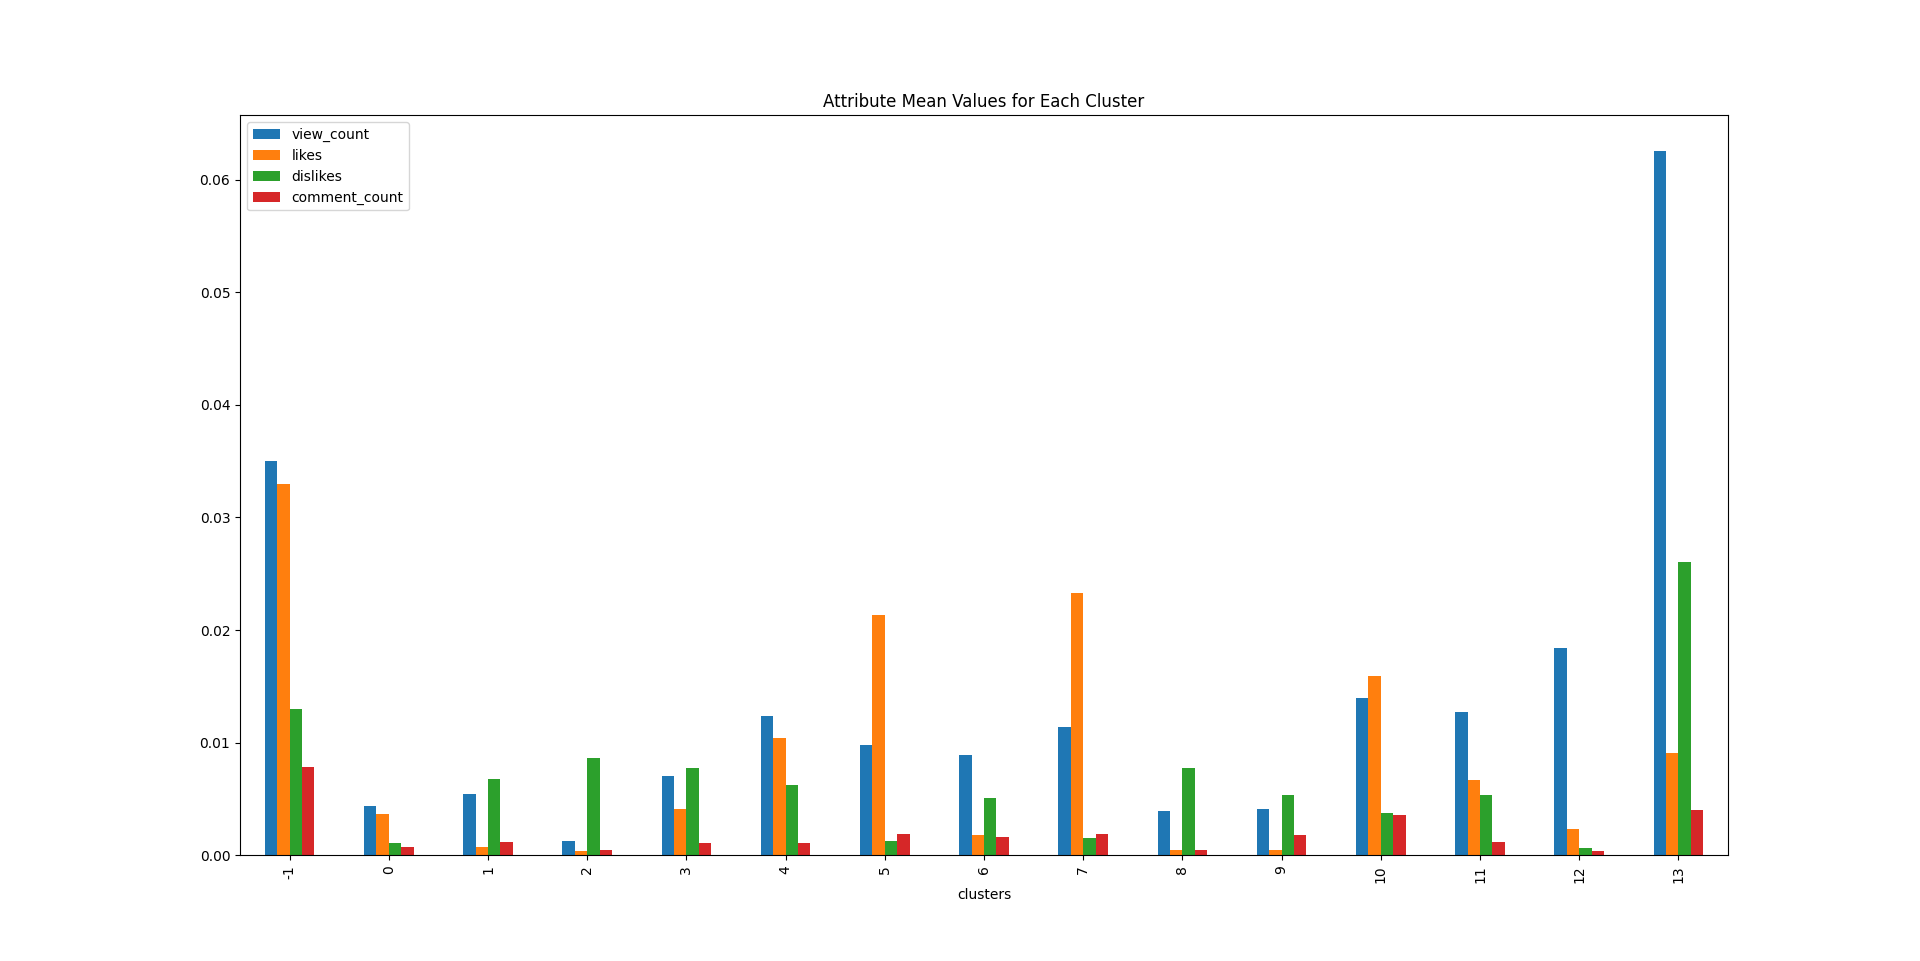 Attribute Mean Values for Each Cluster
view_count
likes
dislikes
comment_count
0.06
0.05
0.04
0.03
0.02
0.01
0.00
-1 0 1 2 3 4 5 6 7 8 9 10 11 12 13
clusters